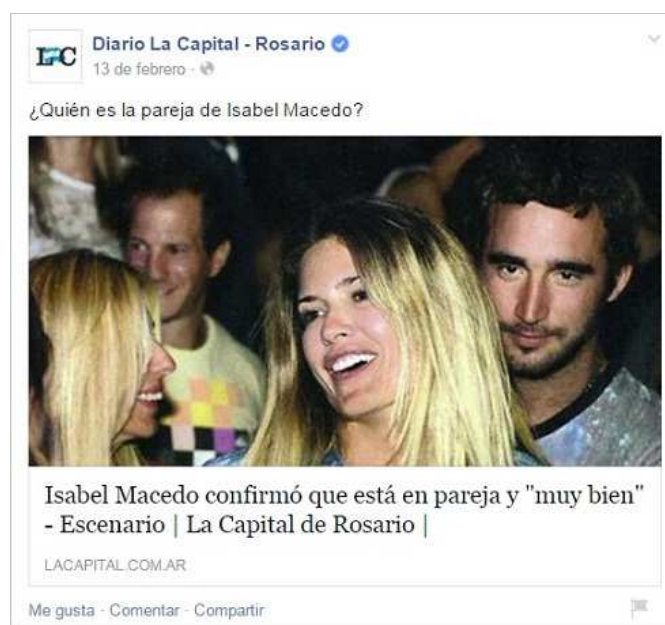 LFC
Diario La Capital - Rosario
13 de febrero ·
¿Quién es la pareja de Isabel Macedo?
Isabel Macedo confirmó que está en pareja y "muy bien"
- Escenario | La Capital de Rosario |
LACAPITAL.COM.AR
Me gusta · Comentar · Compartir